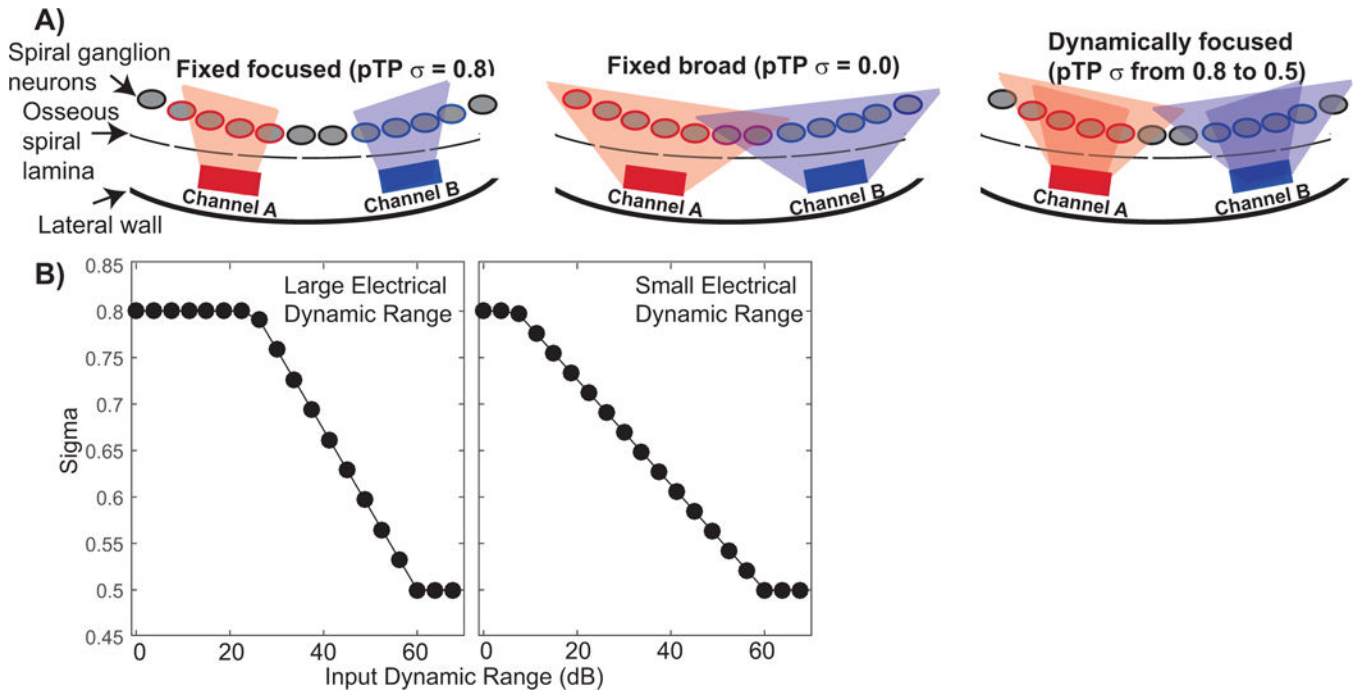 A)
Spiral ganglion
neurons
Osseous
spiral
lamina
Lateral wall
Fixed focused (pTP σ = 0.8)
Channel A
Channel B
Fixed broad (pTP σ = 0.0)
Channel A
Channel B
Dynamically focused
(pTP σ from 0.8 to 0.5)
Channel A
Channel B
B)
Sigma
0.85
0.8
0.75
0.7
0.65
0.6
0.55
0.5
0.45
Large Electrical
Dynamic Range
0 20 40 60
Small Electrical
Dynamic Range
0 20 40 60
Input Dynamic Range (dB)